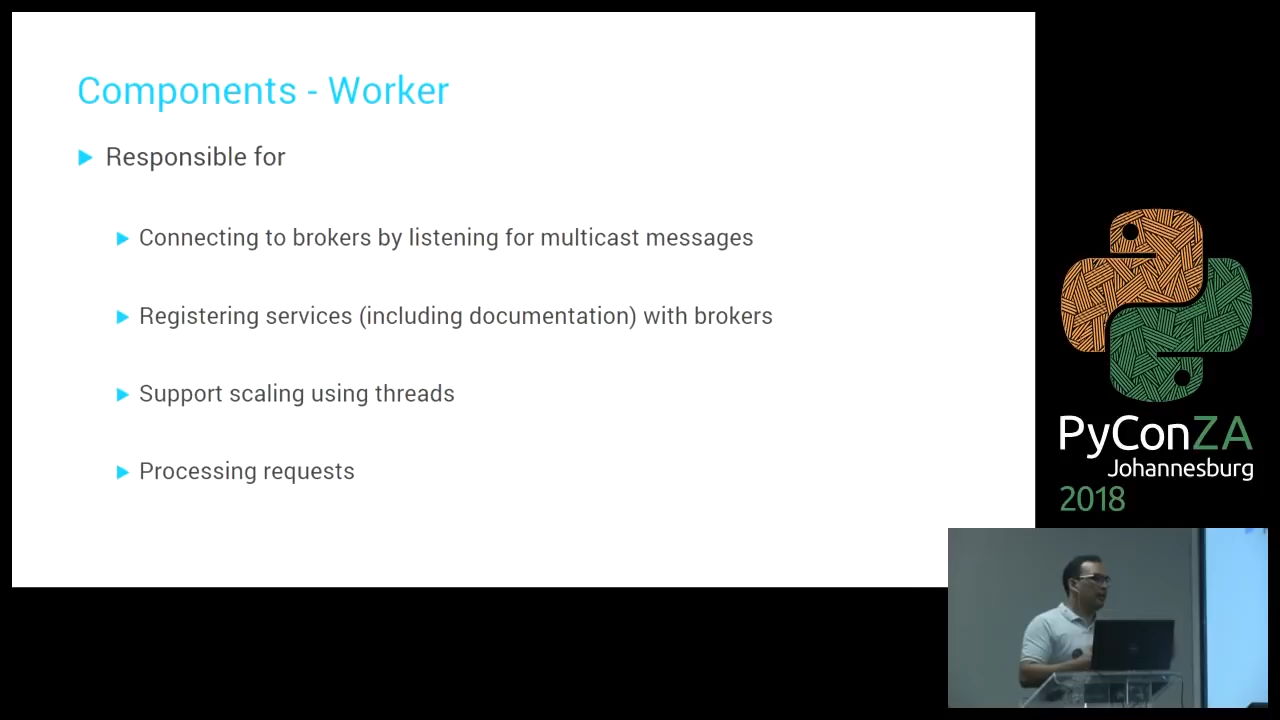 Components - Worker
Responsible for
Connecting to brokers by listening for multicast messages
Registering services (including documentation) with brokers
Support scaling using threads
Processing requests
PyConZA
Johannesburg
2018